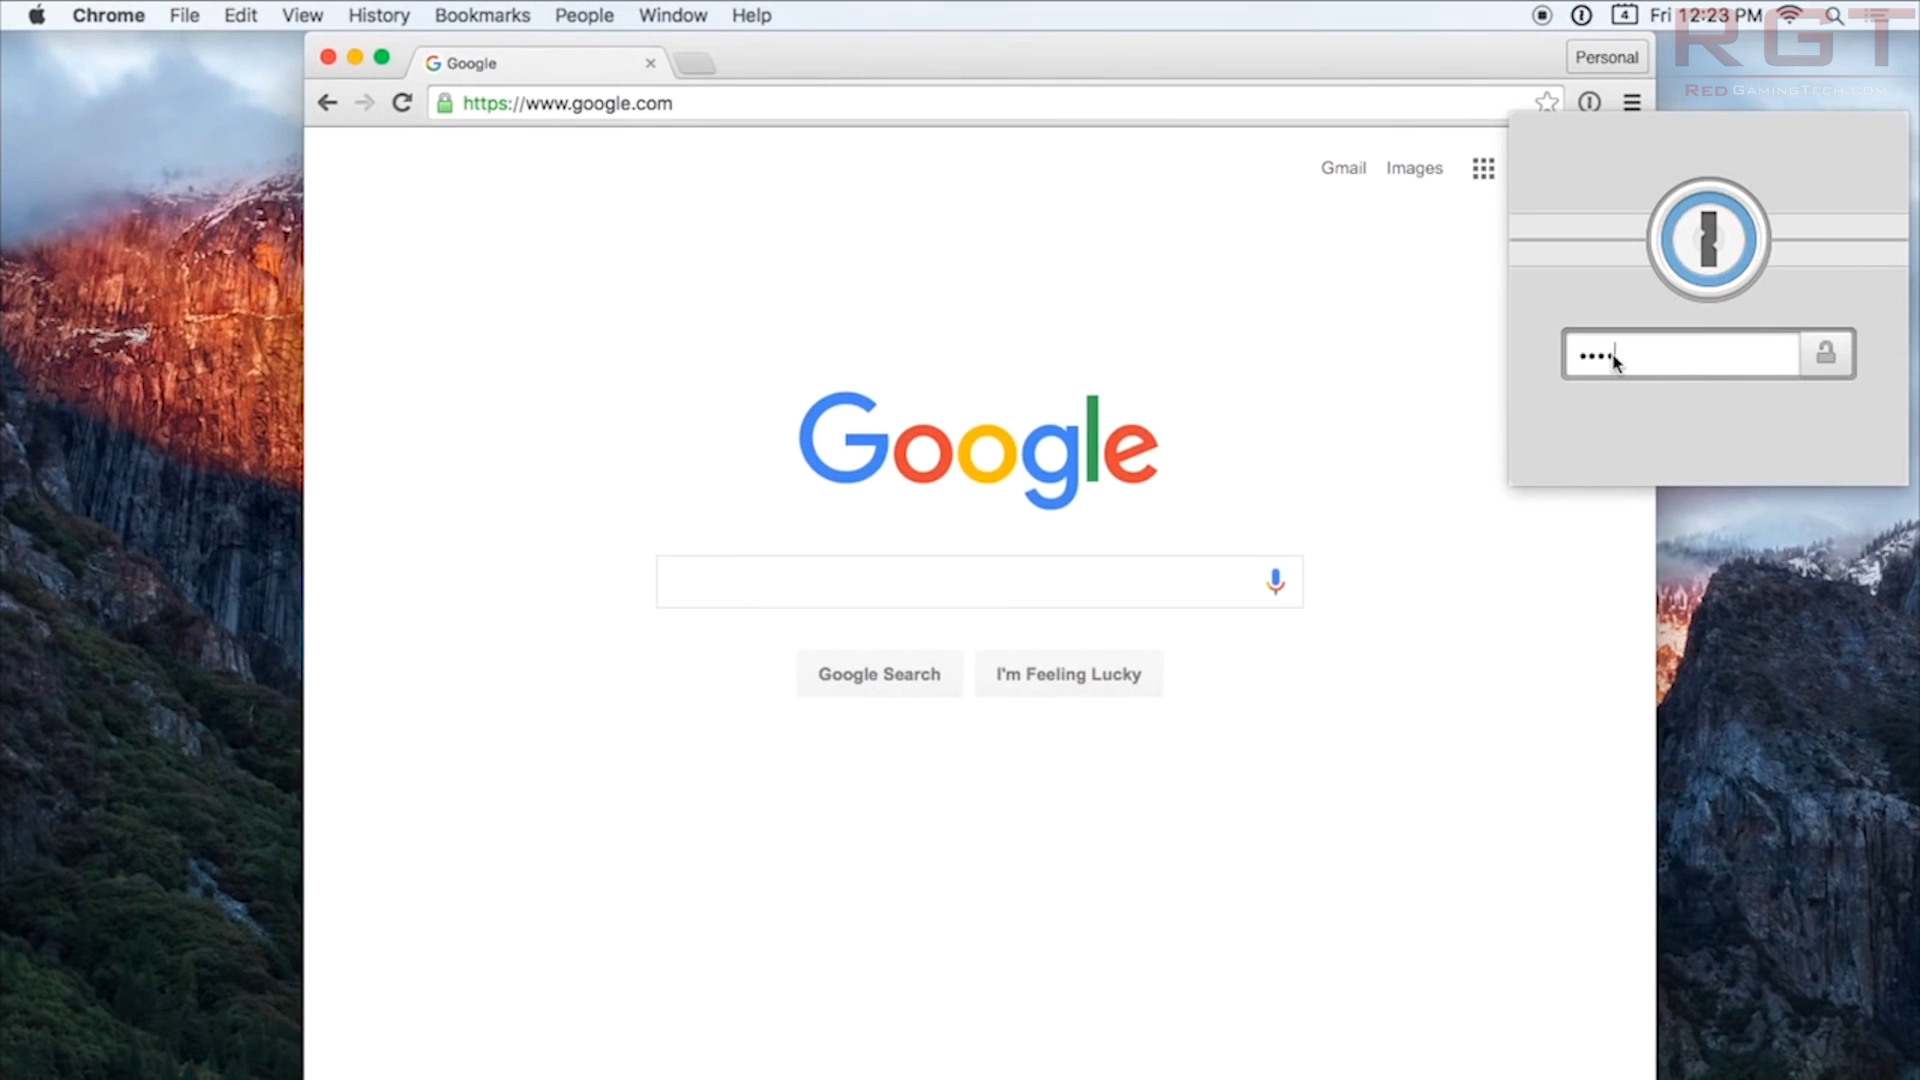 Chrome File Edit View History Bookmarks People Window Help 4 Fri 12:23 PM
RGT
RED GAMINGTECH.COM
Google
Personal
https://www.google.com
Gmail Images
Google
Google Search I'm Feeling Lucky